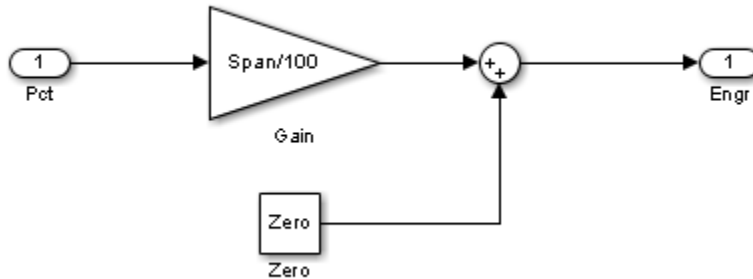 1
Pct
Span/100
Gain
+
+
1
Engr
Zero
Zero